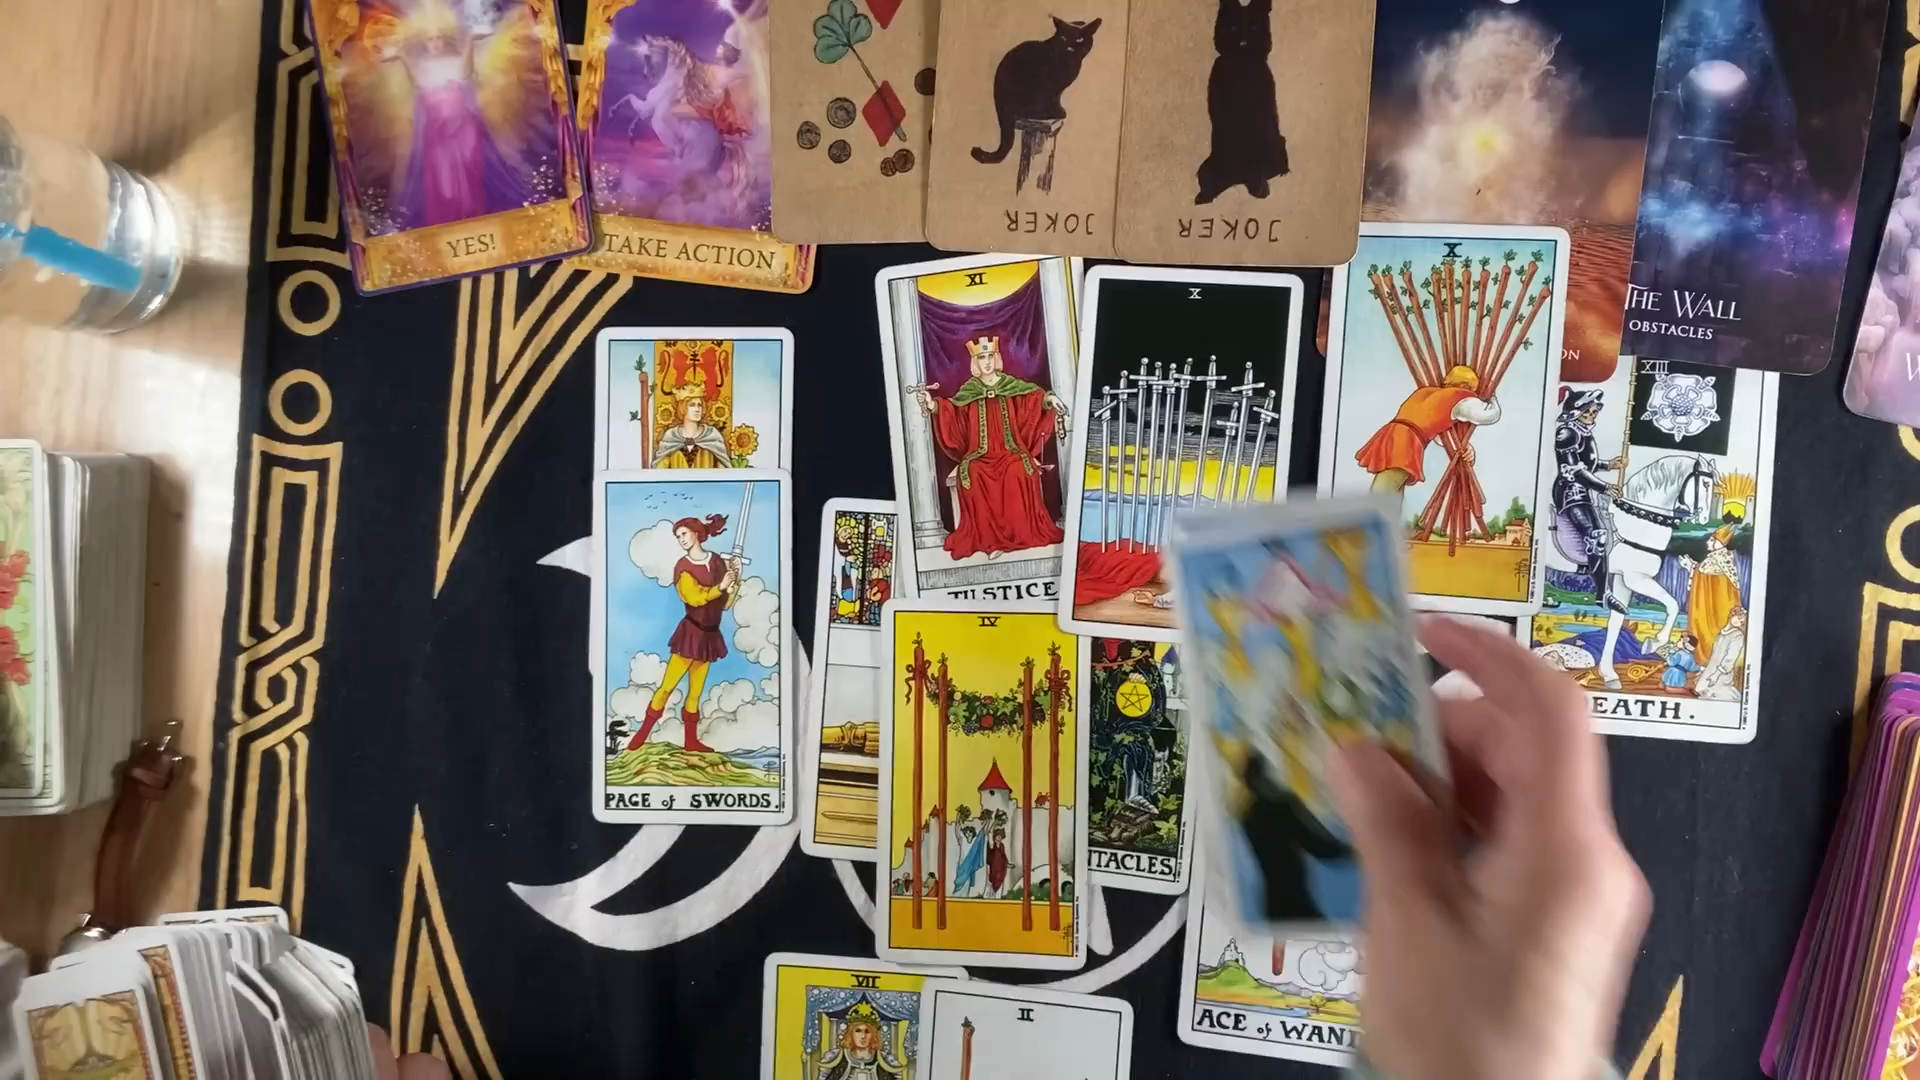 YES!
TAKE ACTION
JOKER
JOKER
THE WALL
OBSTACLES
XI
X
X
XIII
JUSTICE
IV
PAGE of SWORDS.
EATH.
NTACLES
VII
II
ACE of WAN